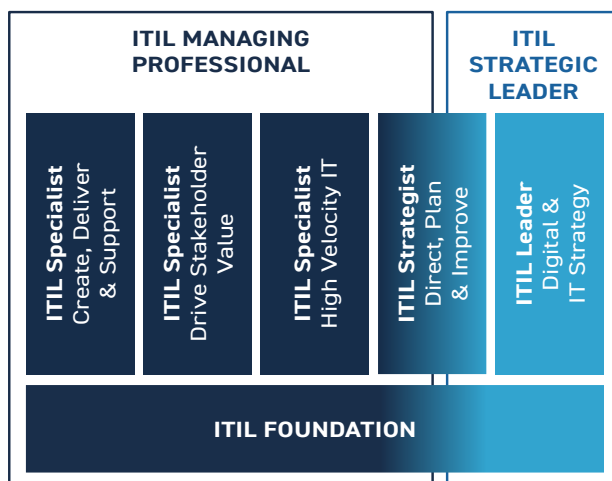 ITIL MANAGING
PROFESSIONAL
ITIL
STRATEGIC
LEADER
ITIL Specialist
Create, Deliver
& Support
ITIL Specialist
Drive Stakeholder
Value
ITIL Specialist
High Velocity IT
ITIL Strategist
Direct, Plan
& Improve
ITIL Leader
Digital &
IT Strategy
ITIL FOUNDATION